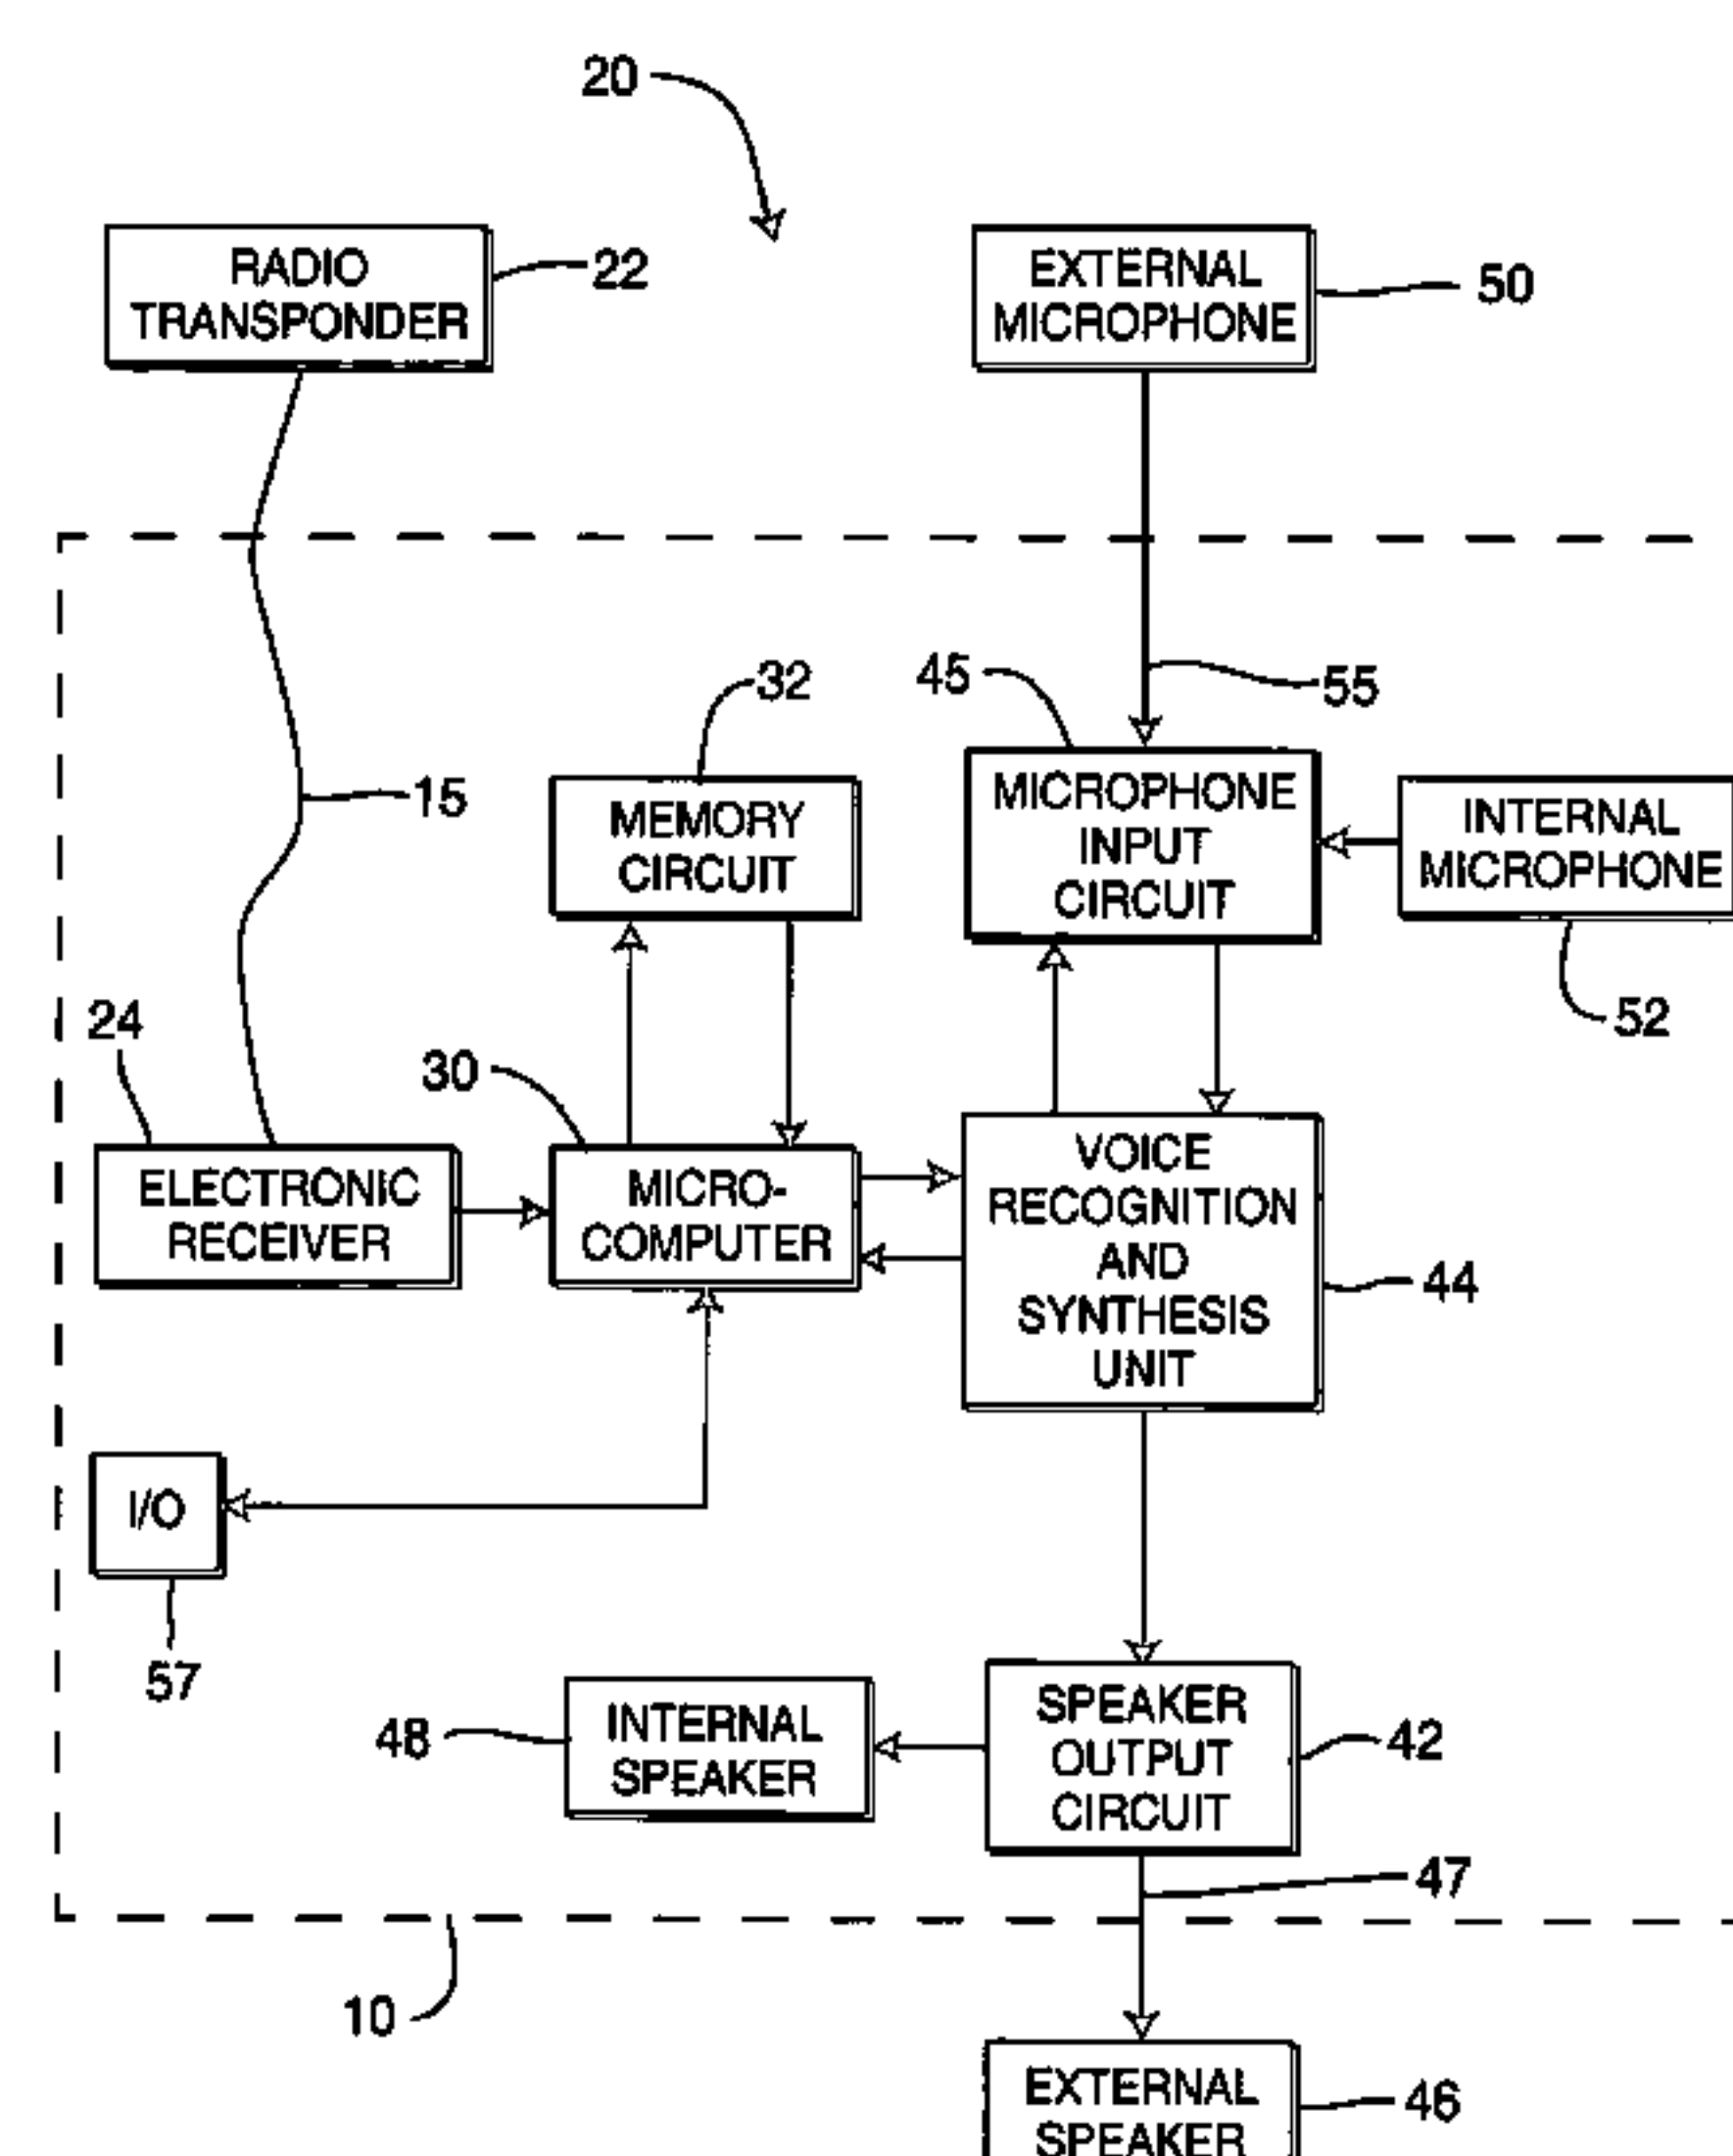 20
RADIO
TRANSPONDER
22
EXTERNAL
MICROPHONE
50
32
45
55
15
MEMORY
CIRCUIT
MICROPHONE
INPUT
CIRCUIT
INTERNAL
MICROPHONE
52
24
30
ELECTRONIC
RECEIVER
MICRO-
COMPUTER
VOICE
RECOGNITION
AND
SYNTHESIS
UNIT
44
I/O
57
48
INTERNAL
SPEAKER
SPEAKER
OUTPUT
CIRCUIT
42
47
10
EXTERNAL
SPEAKER
46